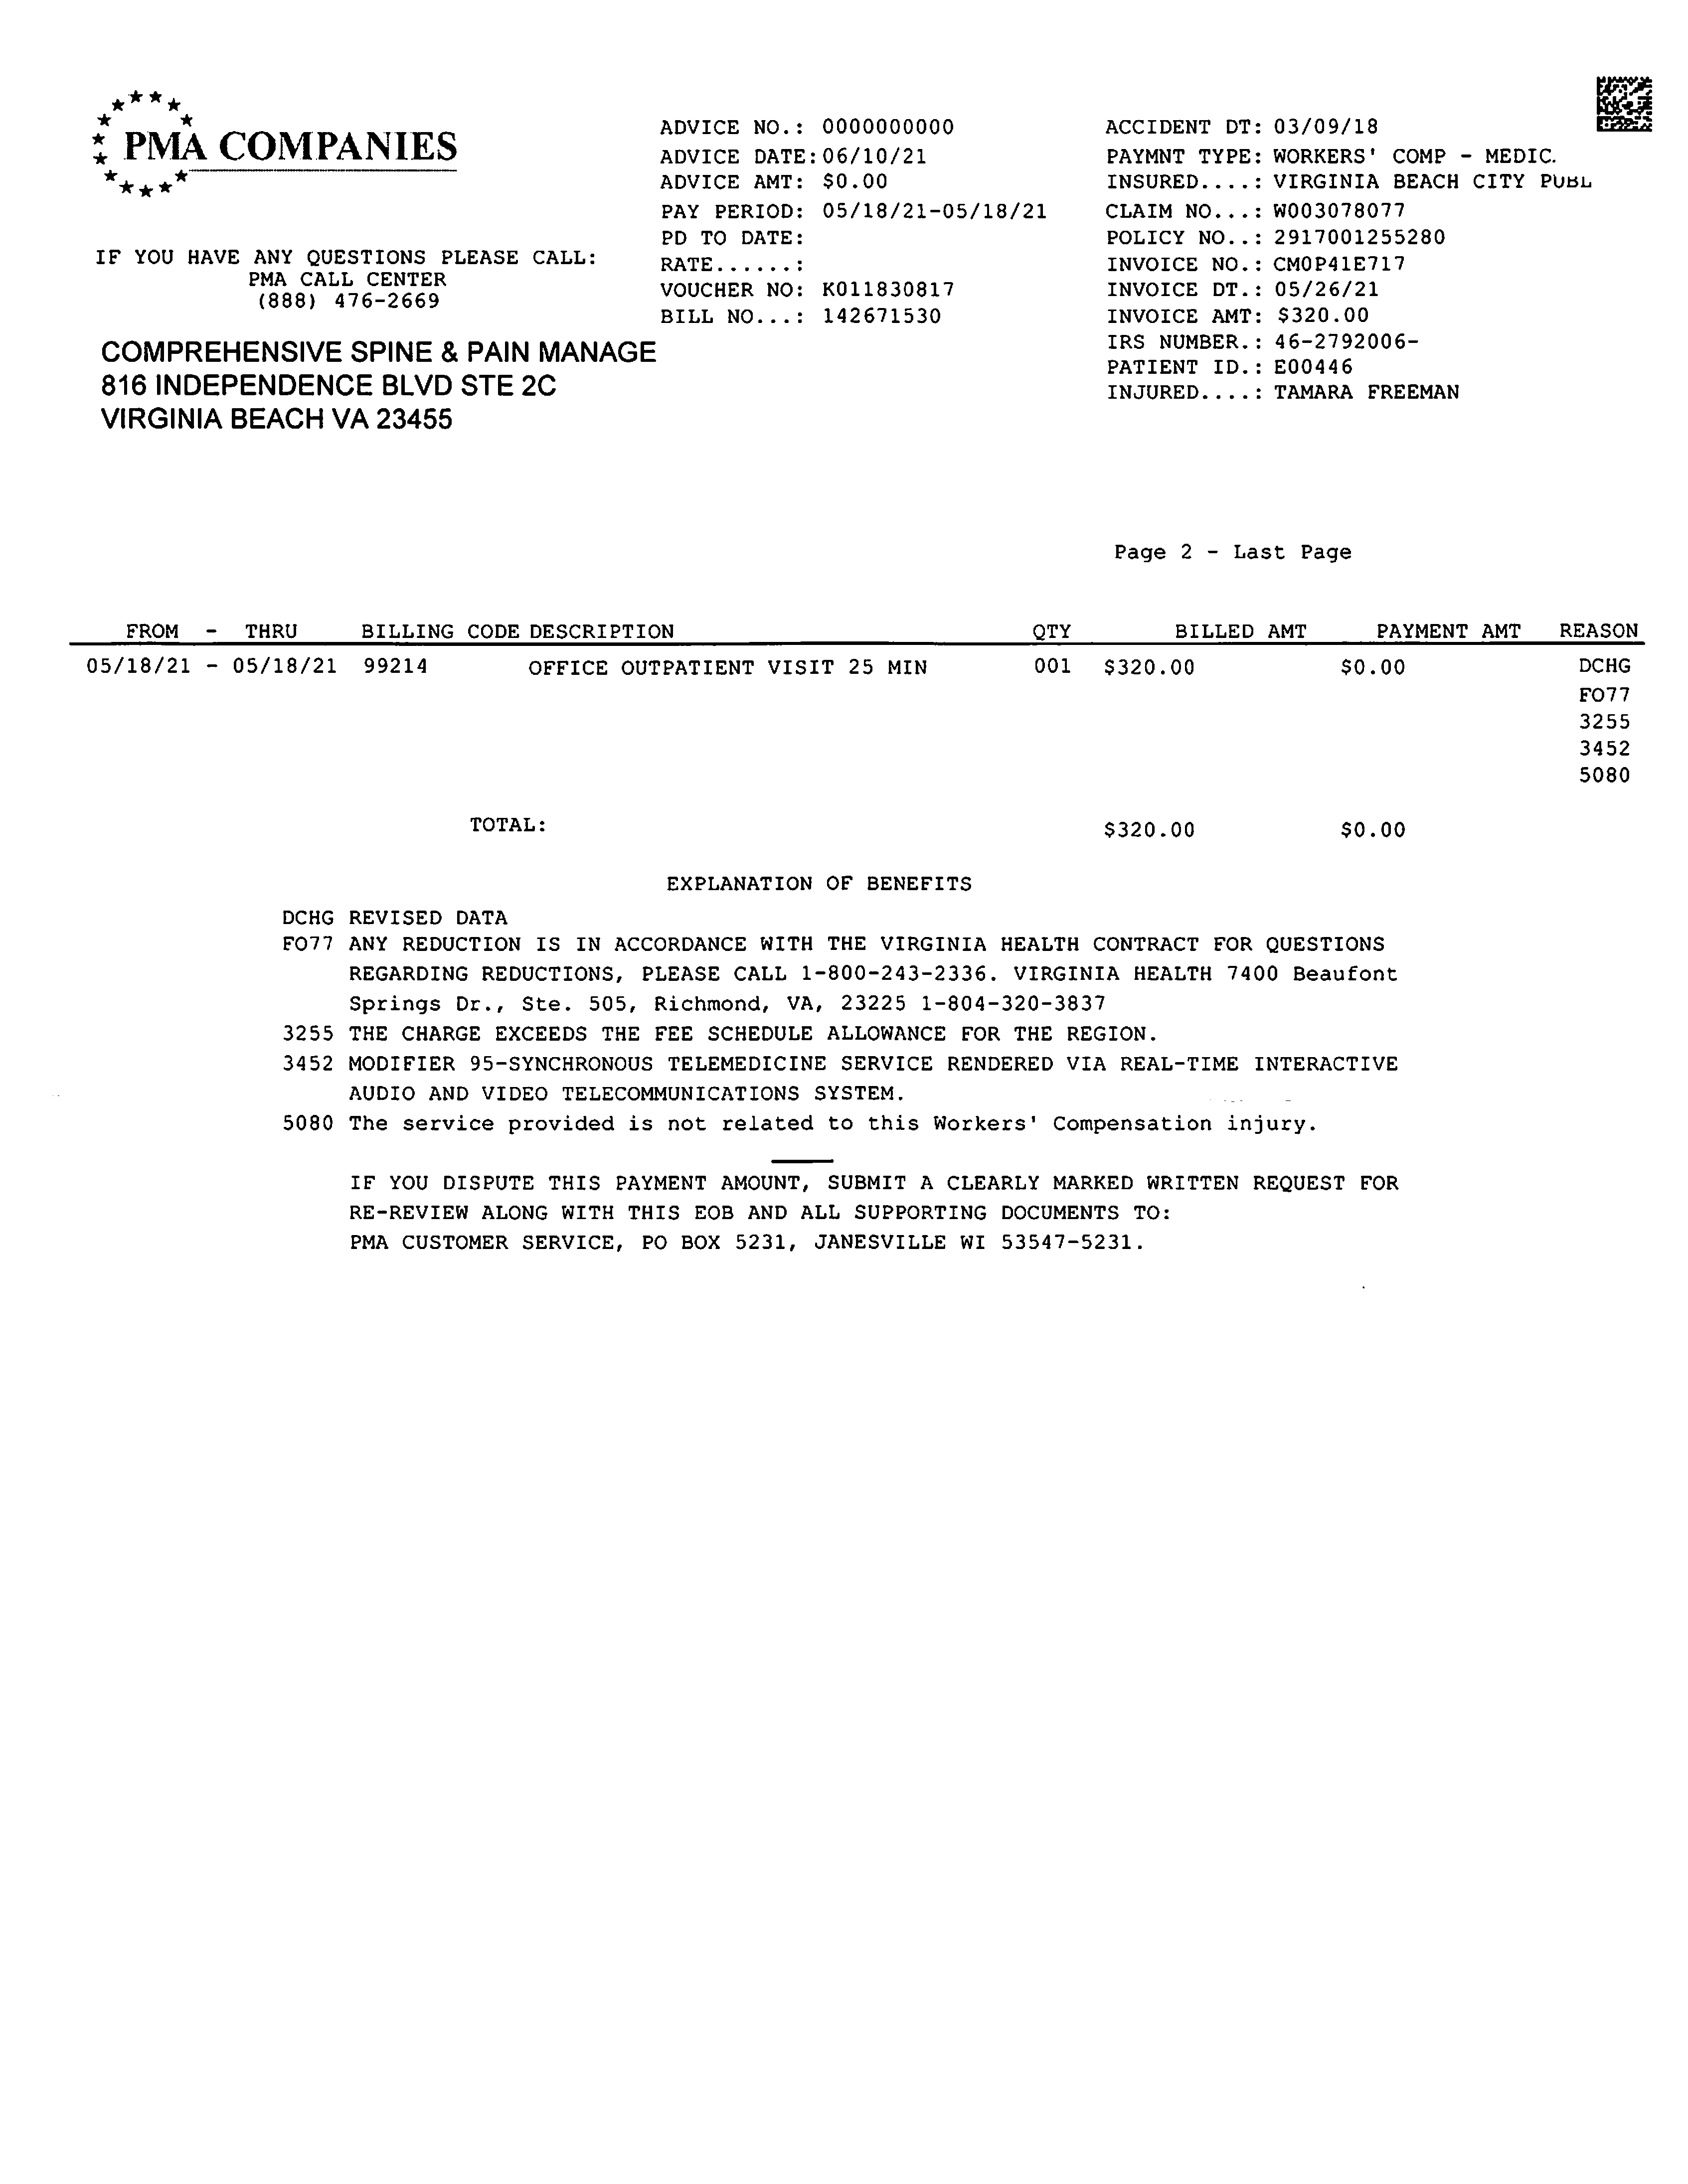 PMA COMPANIES
IF YOU HAVE ANY QUESTIONS PLEASE CALL:
PMA CALL CENTER
(888) 476-2669
COMPREHENSIVE SPINE & PAIN MANAGE
816 INDEPENDENCE BLVD STE 2C
VIRGINIA BEACH VA 23455
ADVICE NO.: 0000000000
ADVICE DATE: 06/10/21
ADVICE AMT: $0.00
PAY PERIOD: 05/18/21-05/18/21
PD TO DATE:
RATE......:
VOUCHER NO: K011830817
BILL NO...: 142671530
ACCIDENT DT: 03/09/18
PAYMNT TYPE: WORKERS' COMP - MEDIC.
INSURED....: VIRGINIA BEACH CITY PUBL
CLAIM NO...: W003078077
POLICY NO..: 2917001255280
INVOICE NO.: CM0P41E717
INVOICE DT.: 05/26/21
INVOICE AMT: $320.00
IRS NUMBER.: 46-2792006-
PATIENT ID.: E00446
INJURED....: TAMARA FREEMAN
Page 2 - Last Page
FROM - THRU BILLING CODE DESCRIPTION QTY BILLED AMT PAYMENT AMT REASON
05/18/21 - 05/18/21 99214 OFFICE OUTPATIENT VISIT 25 MIN 001 $320.00 $0.00 DCHG
FO77
3255
3452
5080
TOTAL: $320.00 $0.00
EXPLANATION OF BENEFITS
DCHG REVISED DATA
FO77 ANY REDUCTION IS IN ACCORDANCE WITH THE VIRGINIA HEALTH CONTRACT FOR QUESTIONS
REGARDING REDUCTIONS, PLEASE CALL 1-800-243-2336. VIRGINIA HEALTH 7400 Beaufont
Springs Dr., Ste. 505, Richmond, VA, 23225 1-804-320-3837
3255 THE CHARGE EXCEEDS THE FEE SCHEDULE ALLOWANCE FOR THE REGION.
3452 MODIFIER 95-SYNCHRONOUS TELEMEDICINE SERVICE RENDERED VIA REAL-TIME INTERACTIVE
AUDIO AND VIDEO TELECOMMUNICATIONS SYSTEM.
5080 The service provided is not related to this Workers' Compensation injury.
IF YOU DISPUTE THIS PAYMENT AMOUNT, SUBMIT A CLEARLY MARKED WRITTEN REQUEST FOR
RE-REVIEW ALONG WITH THIS EOB AND ALL SUPPORTING DOCUMENTS TO:
PMA CUSTOMER SERVICE, PO BOX 5231, JANESVILLE WI 53547-5231.